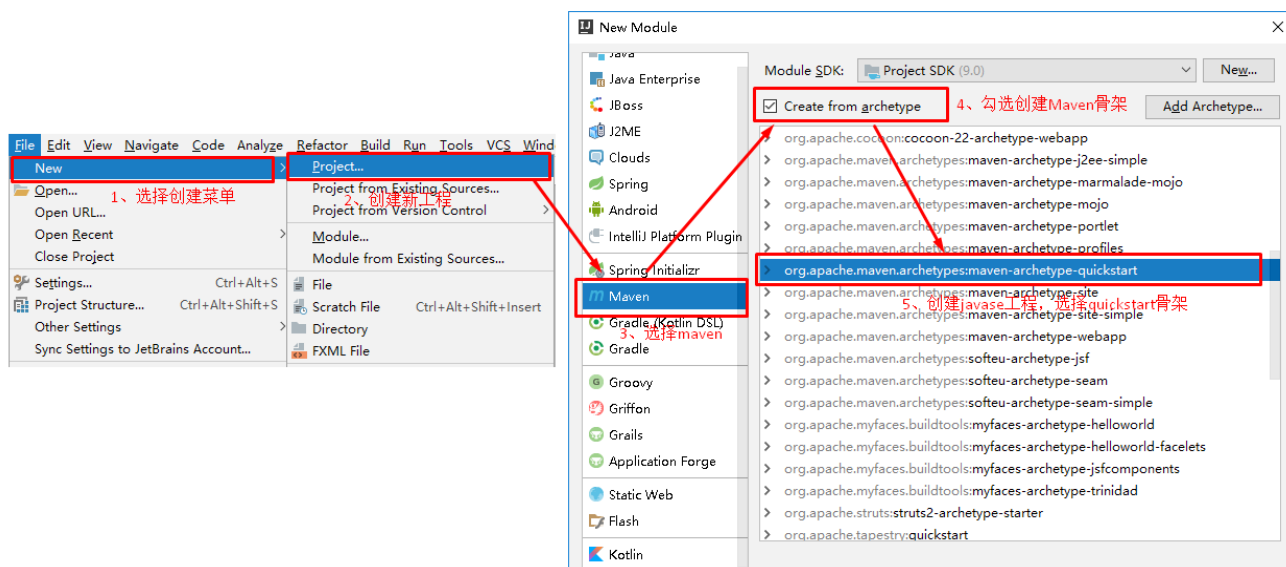 File Edit View Navigate Code Analyze Refactor Build Run Tools VCS Wind
New
1、选择创建菜单
Open...
Open URL...
Open Recent
Close Project
Settings... Ctrl+Alt+S
Project Structure... Ctrl+Alt+Shift+S
Other Settings
Sync Settings to JetBrains Account...
Project...
Project from Existing Sources...
2、创建新工程
Project from Version Control
Module...
Module from Existing Sources...
File
Scratch File Ctrl+Alt+Shift+Insert
Directory
FXML File
New Module
Java
Java Enterprise
JBoss
J2ME
Clouds
Spring
Android
IntelliJ Platform Plugin
Spring Initializr
Maven
Gradle (Kotlin DSL)
3、选择maven
Gradle
Groovy
Griffon
Grails
Application Forge
Static Web
Flash
Kotlin
Module SDK: Project SDK (9.0) New...
Create from archetype 4、勾选创建Maven骨架 Add Archetype...
org.apache.cocoon:cocoon-22-archetype-webapp
org.apache.maven.archetypes:maven-archetype-j2ee-simple
org.apache.maven.archetypes:maven-archetype-marmalade-mojo
org.apache.maven.archetypes:maven-archetype-mojo
org.apache.maven.archetypes:maven-archetype-portlet
org.apache.maven.archetypes:maven-archetype-profiles
org.apache.maven.archetypes:maven-archetype-quickstart
org.apache.maven.archetypes:maven-archetype-site
5、创建javase工程，选择quickstart骨架
org.apache.maven.archetypes:maven-archetype-site-simple
org.apache.maven.archetypes:maven-archetype-webapp
org.apache.maven.archetypes:softeu-archetype-jsf
org.apache.maven.archetypes:softeu-archetype-seam
org.apache.maven.archetypes:softeu-archetype-seam-simple
org.apache.myfaces.buildtools:myfaces-archetype-helloworld
org.apache.myfaces.buildtools:myfaces-archetype-helloworld-facelets
org.apache.myfaces.buildtools:myfaces-archetype-jsfcomponents
org.apache.myfaces.buildtools:myfaces-archetype-trinidad
org.apache.struts:struts2-archetype-starter
org.apache.tapestry:quickstart